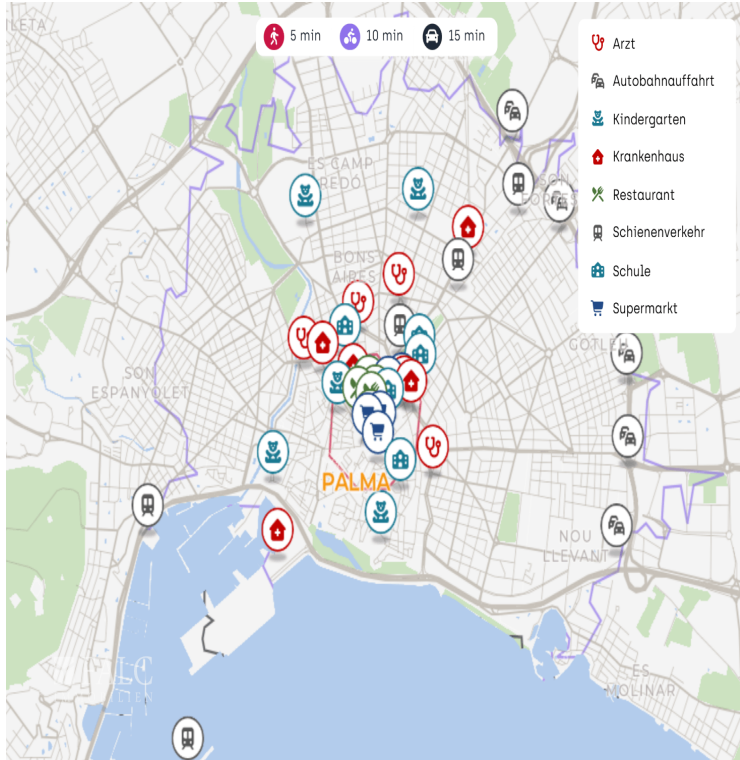 5 min
10 min
15 min
Arzt
Autobahnauffahrt
Kindergarten
Krankenhaus
Restaurant
Schienenverkehr
Schule
Supermarkt
ES CAMP
REDÓ
SON
BONS
AIRES
SON
ESPANYOLET
PALMA
NOU
LLEVANT
ES
MOLINAR